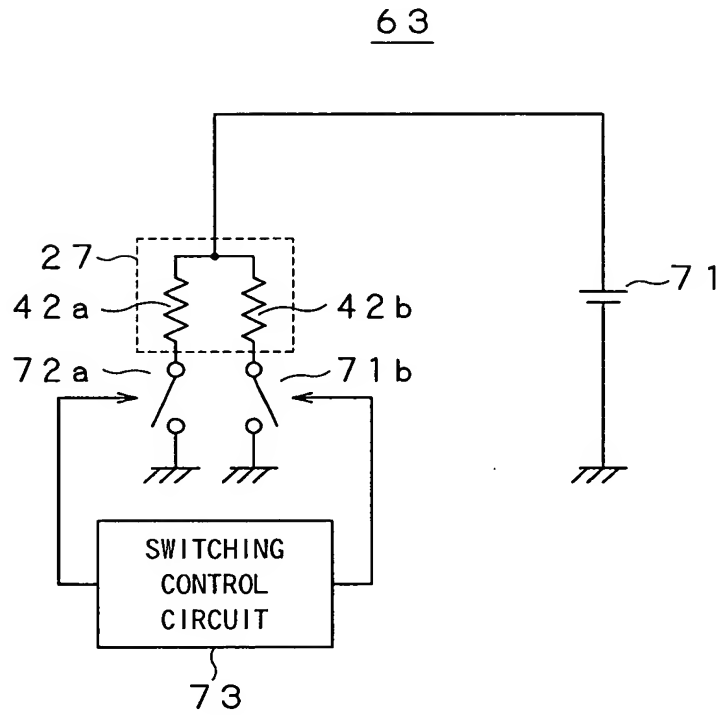 63
27
42a
42b
71
72a
71b
SWITCHING
CONTROL
CIRCUIT
73